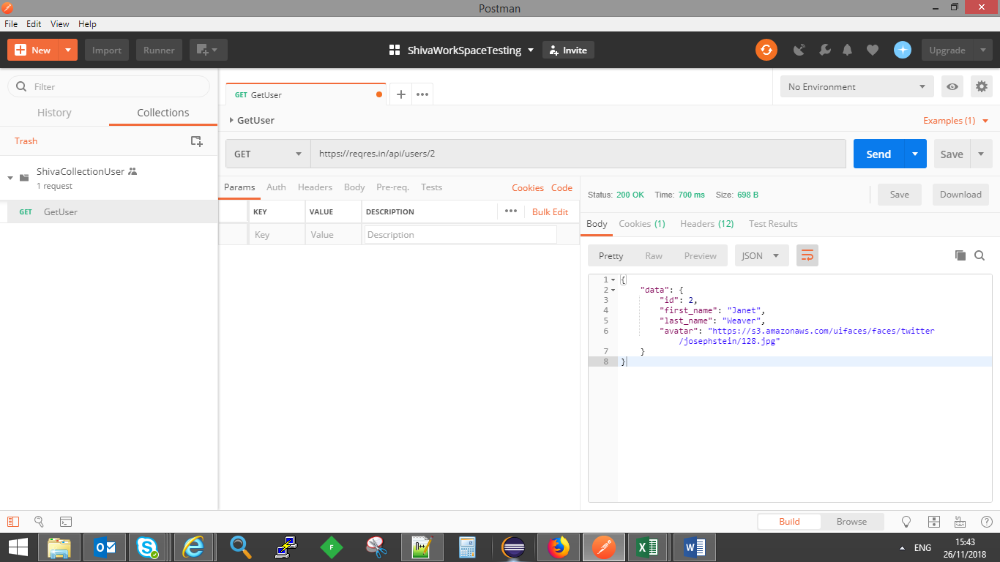 Postman
File Edit View Help
New Import Runner ShivaWorkSpaceTesting Invite Upgrade
Filter
History Collections
Trash
ShivaCollectionUser
1 request
GET GetUser
GET GetUser
No Environment
GetUser
Examples (1)
GET https://reqres.in/api/users/2 Send Save
Params Auth Headers Body Pre-req. Tests Cookies Code
KEY VALUE DESCRIPTION Bulk Edit
Key Value Description
Status: 200 OK Time: 700 ms Size: 698 B Save Download
Body Cookies (1) Headers (12) Test Results
Pretty Raw Preview JSON
1 {
2 "data": {
3 "id": 2,
4 "first_name": "Janet",
5 "last_name": "Weaver",
6 "avatar": "https://s3.amazonaws.com/uifaces/faces/twitter
/josephstein/128.jpg"
7 }
8 }
Build Browse
ENG 15:43
26/11/2018